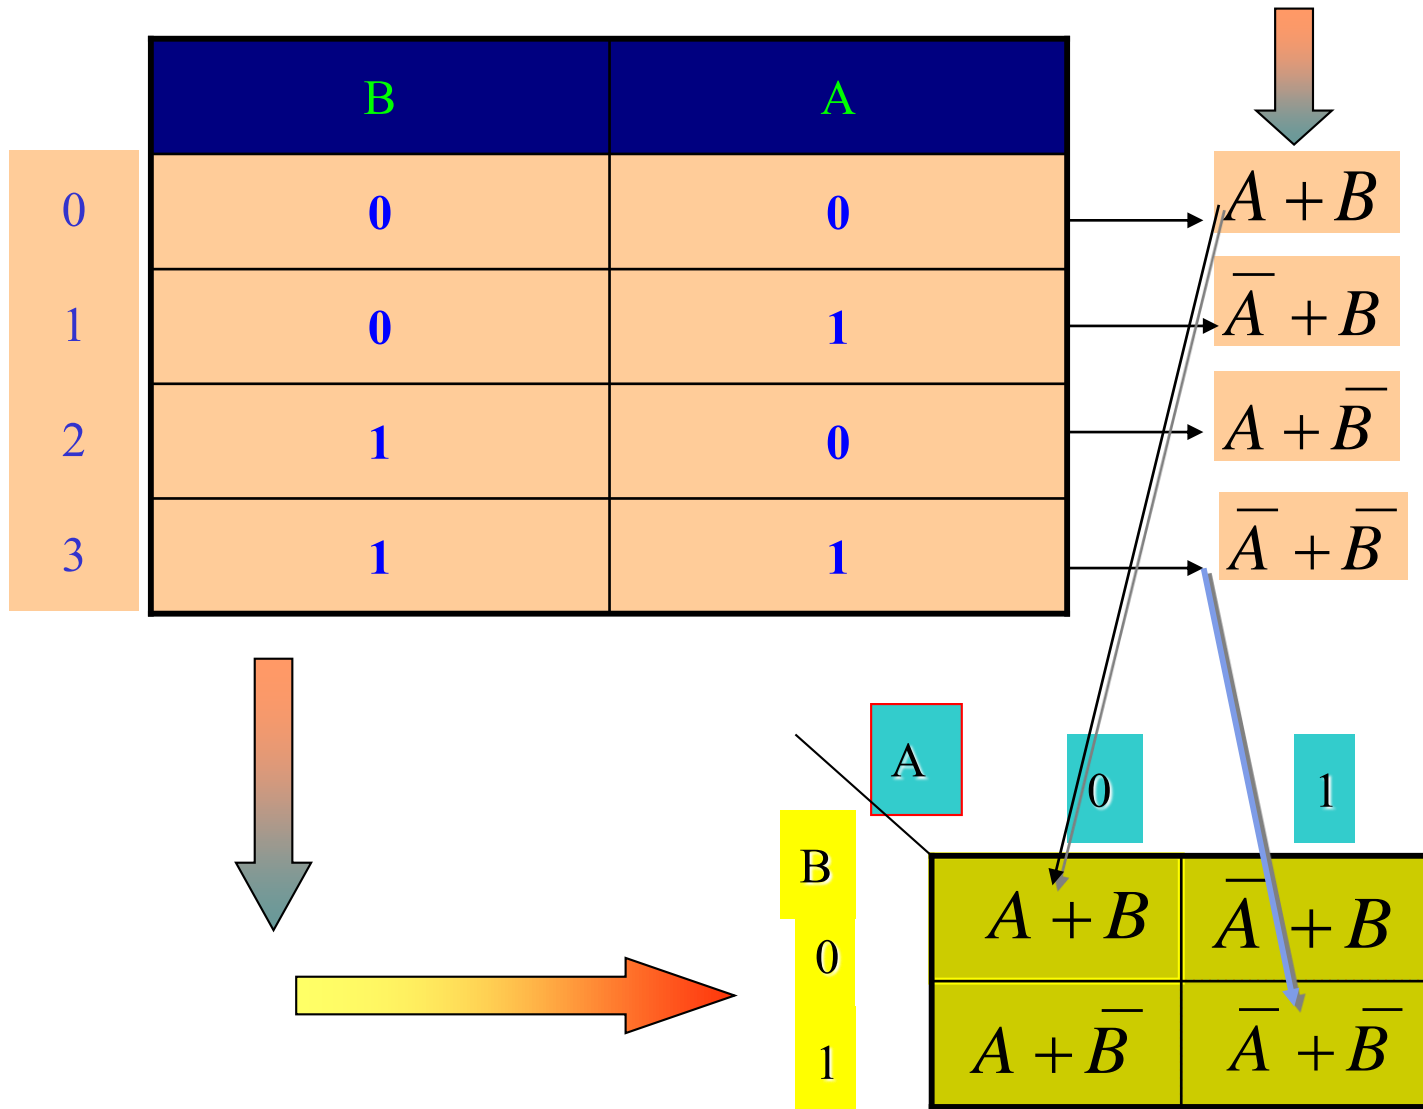 B A
0 0 0 A + B
1 0 1 A̅ + B
2 1 0 A + B̅
3 1 1 A̅ + B̅
A 0 1
B
0 A + B A̅ + B
1 A + B̅ A̅ + B̅